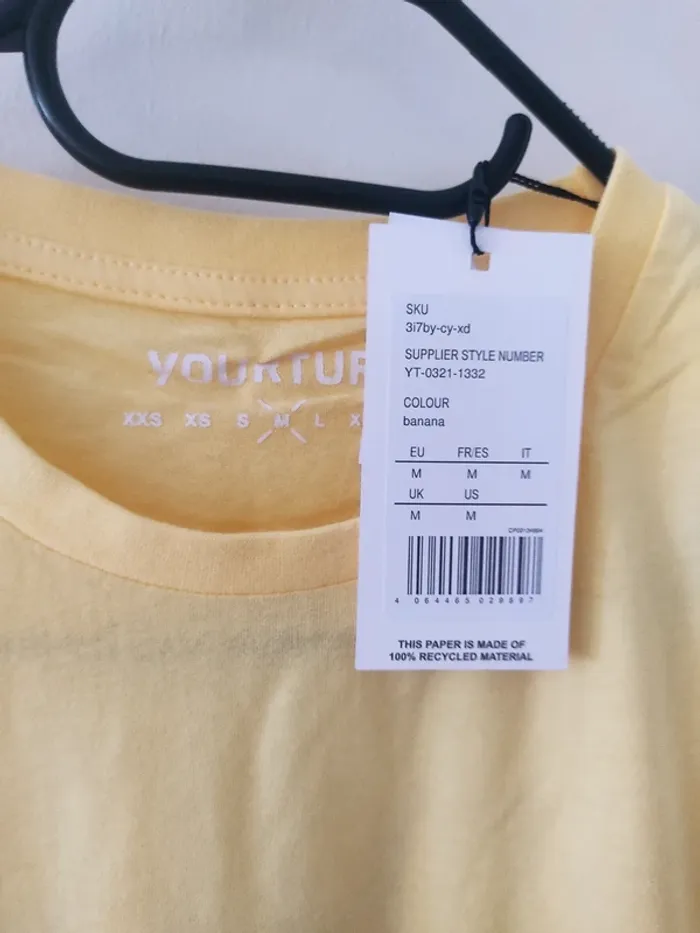 YOURTUR
XXS XS S M L X
SKU
3i7by-cy-xd
SUPPLIER STYLE NUMBER
YT-0321-1332
COLOUR
banana
EU FR/ES IT
M M M
UK US
M M
THIS PAPER IS MADE OF
100% RECYCLED MATERIAL